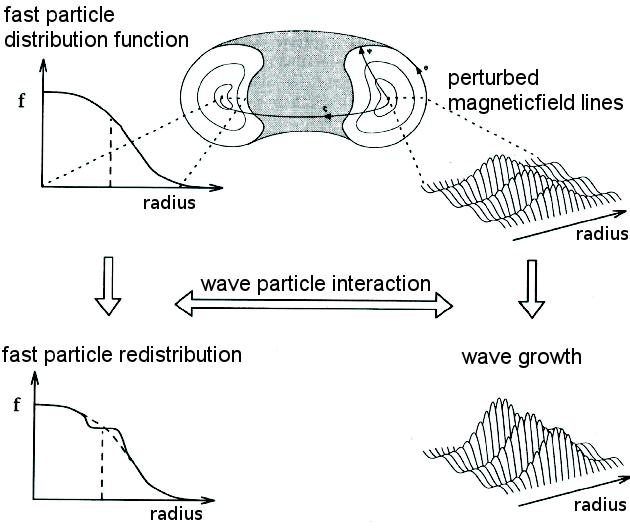 fast particle
distribution function
f
radius
perturbed
magneticfield lines
radius
wave particle interaction
fast particle redistribution
f
radius
wave growth
radius